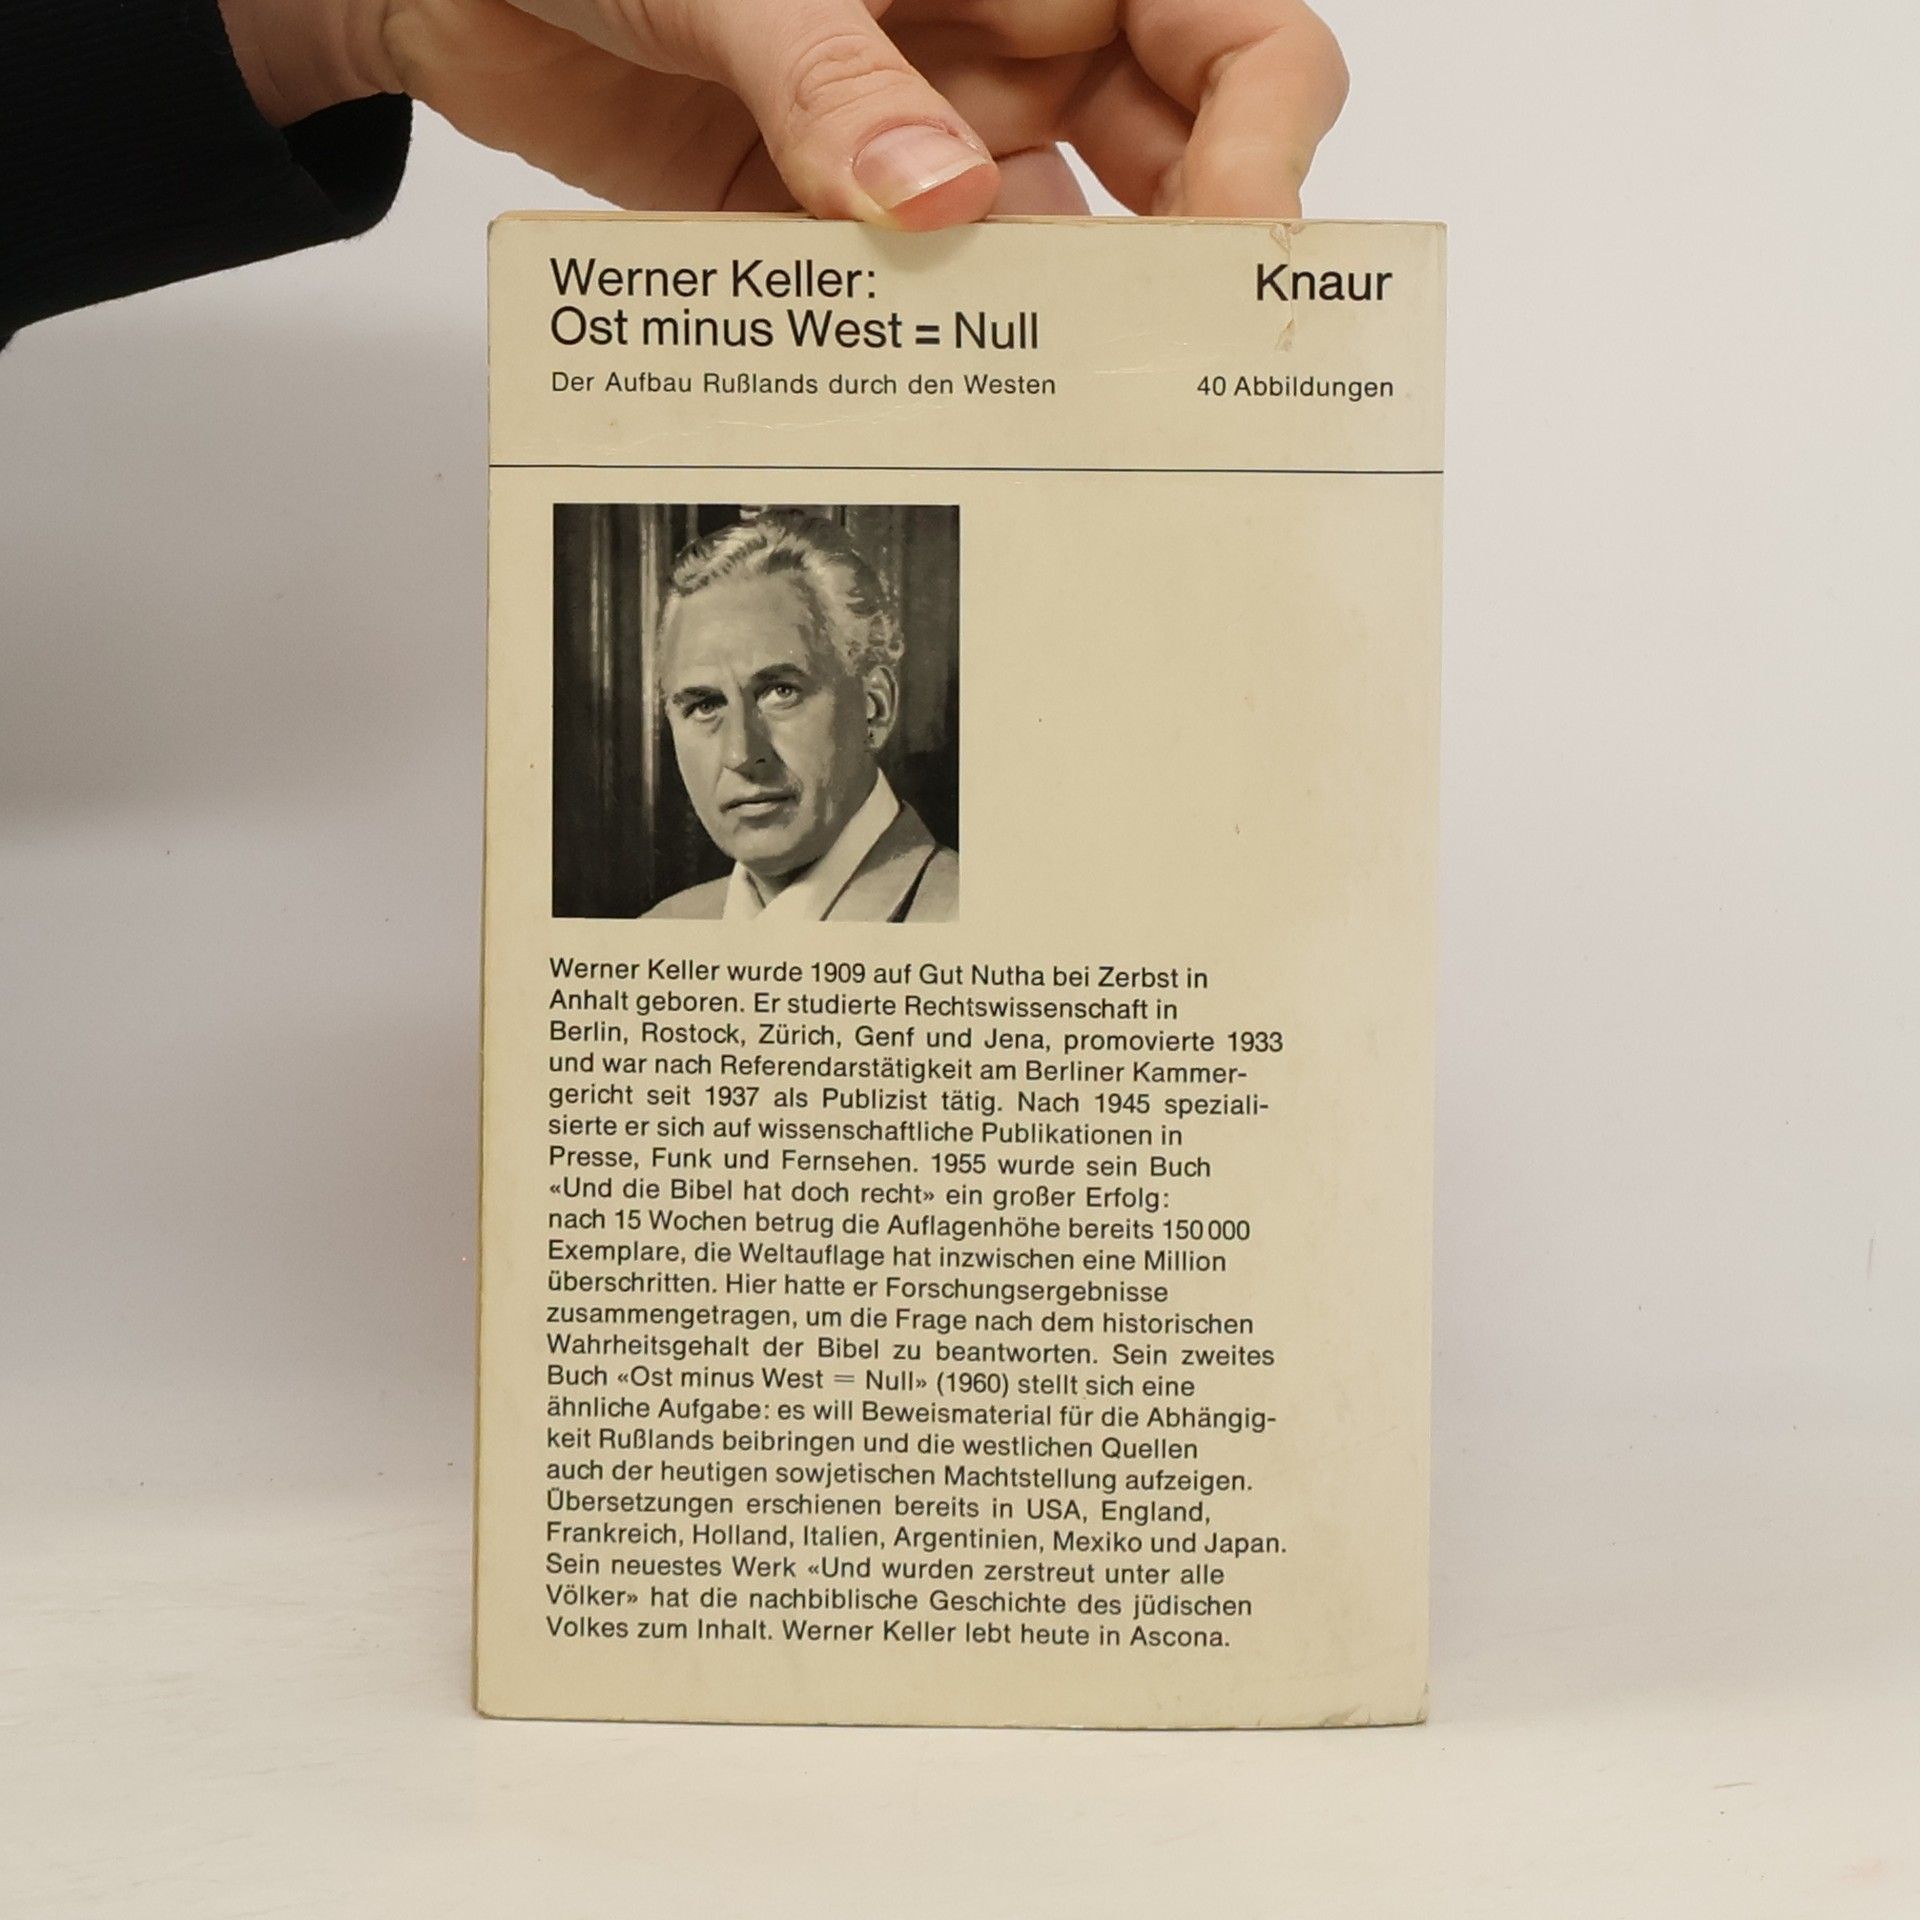 Werner Keller:
Ost minus West = Null
Knaur
Der Aufbau Rußlands durch den Westen
40 Abbildungen
Werner Keller wurde 1909 auf Gut Nutha bei Zerbst in
Anhalt geboren. Er studierte Rechtswissenschaft in
Berlin, Rostock, Zürich, Genf und Jena, promovierte 1933
und war nach Referendarstätigkeit am Berliner Kammer-
gericht seit 1937 als Publizist tätig. Nach 1945 speziali-
sierte er sich auf wissenschaftliche Publikationen in
Presse, Funk und Fernsehen. 1955 wurde sein Buch
«Und die Bibel hat doch recht» ein großer Erfolg:
nach 15 Wochen betrug die Auflagenhöhe bereits 150 000
Exemplare, die Weltauflage hat inzwischen eine Million
überschritten. Hier hatte er Forschungsergebnisse
zusammengetragen, um die Frage nach dem historischen
Wahrheitsgehalt der Bibel zu beantworten. Sein zweites
Buch «Ost minus West = Null» (1960) stellt sich eine
ähnliche Aufgabe: es will Beweismaterial für die Abhängig-
keit Rußlands beibringen und die westlichen Quellen
auch der heutigen sowjetischen Machtstellung aufzeigen.
Übersetzungen erschienen bereits in USA, England,
Frankreich, Holland, Italien, Argentinien, Mexiko und Japan.
Sein neuestes Werk «Und wurden zerstreut unter alle
Völker» hat die nachbiblische Geschichte des jüdischen
Volkes zum Inhalt. Werner Keller lebt heute in Ascona.